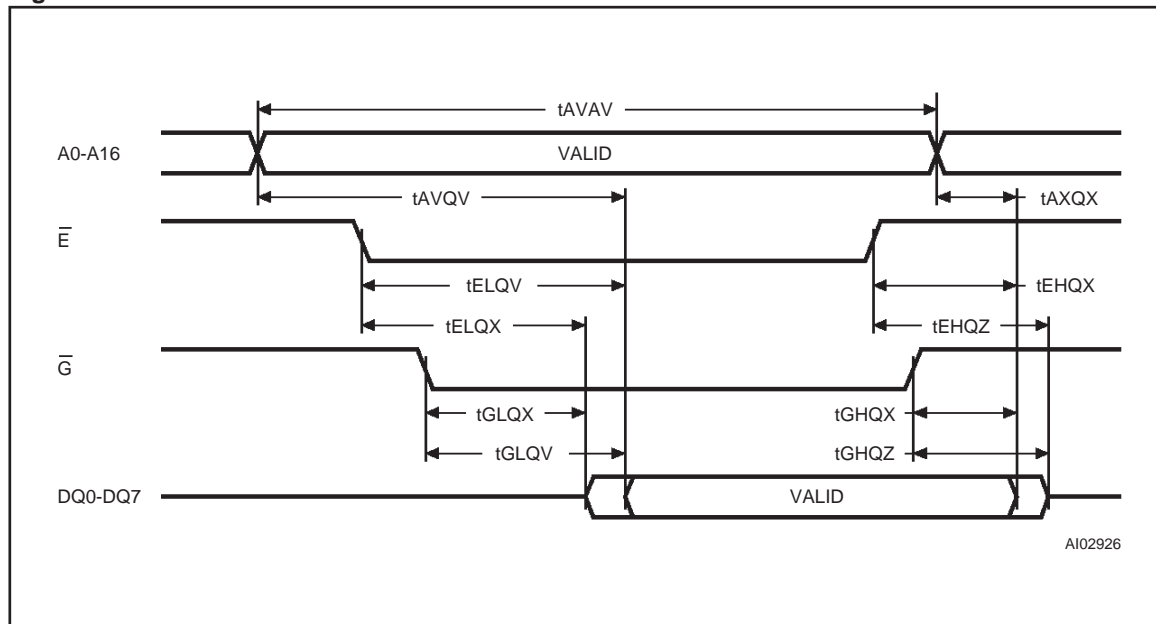 tAVAV
A0-A16
VALID
tAVQV
tAXQX
E
tELQV
tEHQX
tELQX
tEHQZ
G
tGLQX
tGHQX
tGLQV
tGHQZ
DQ0-DQ7
VALID
AI02926